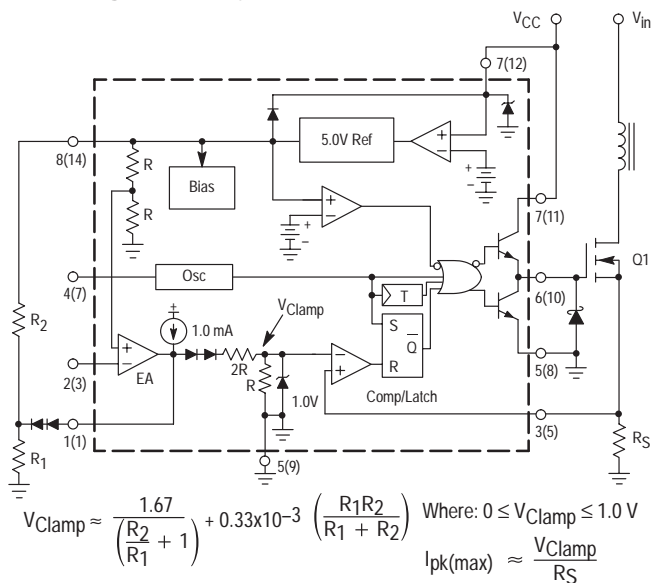 VCC Vin
7(12)
5.0V Ref
+
−
+
−
8(14)
R
Bias
R
+
−
+
−
7(11)
Q1
4(7)
Osc
T
6(10)
R2
+
1.0 mA
VClamp
S
Q
R
+
−
EA
2R
R
1.0V
−
+
Comp/Latch
5(8)
2(3)
1(1)
3(5)
R1
5(9)
RS
VClamp ≈ 1.67 / (R2/R1 + 1) + 0.33x10−3 (R1R2 / R1 + R2) Where: 0 ≤ VClamp ≤ 1.0 V
Ipk(max) ≈ VClamp / RS